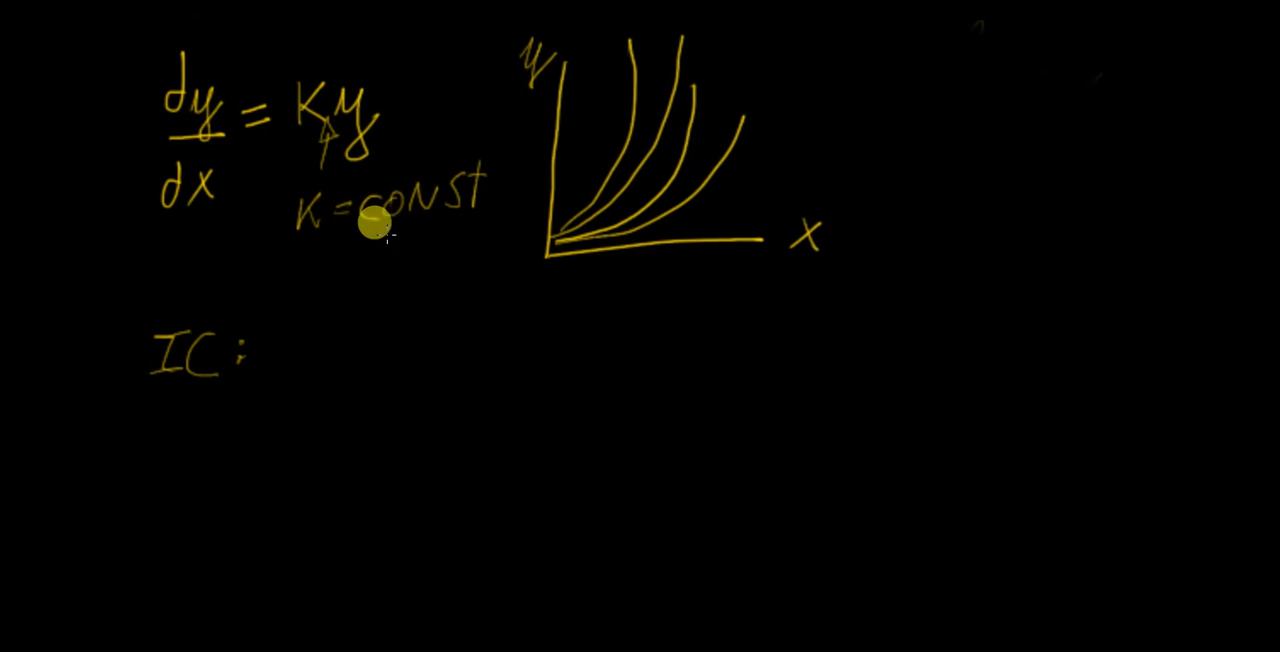 dy/dx = Ky
K = CONST
y
x
IC: